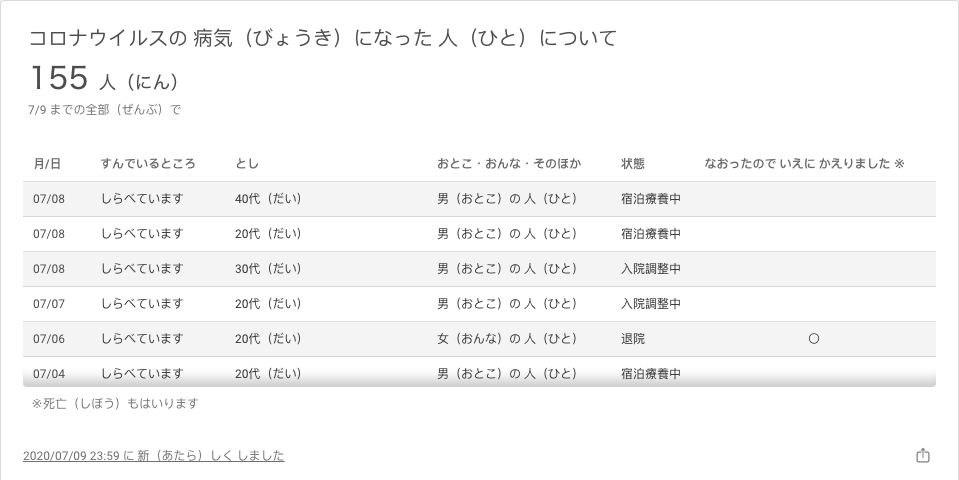 コロナウイルスの 病気（びょうき）になった 人（ひと）について
155 人（にん）
7/9 までの全部（ぜんぶ）で
月/日 すんでいるところ とし おとこ・おんな・そのほか 状態 なおったので いえに かえりました ※
07/08 しらべています 40代（だい） 男（おとこ）の 人（ひと） 宿泊療養中
07/08 しらべています 20代（だい） 男（おとこ）の 人（ひと） 宿泊療養中
07/08 しらべています 30代（だい） 男（おとこ）の 人（ひと） 入院調整中
07/07 しらべています 20代（だい） 男（おとこ）の 人（ひと） 入院調整中
07/06 しらべています 20代（だい） 女（おんな）の 人（ひと） 退院 〇
07/04 しらべています 20代（だい） 男（おとこ）の 人（ひと） 宿泊療養中
※死亡（しぼう）もはいります
2020/07/09 23:59 に 新（あたら）しく しました